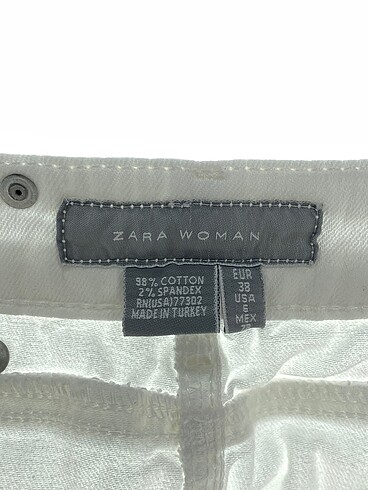 ZARA WOMAN
98% COTTON
2% SPANDEX
RN(USA)77302
MADE IN TURKEY
EUR
38
USA
6
MEX